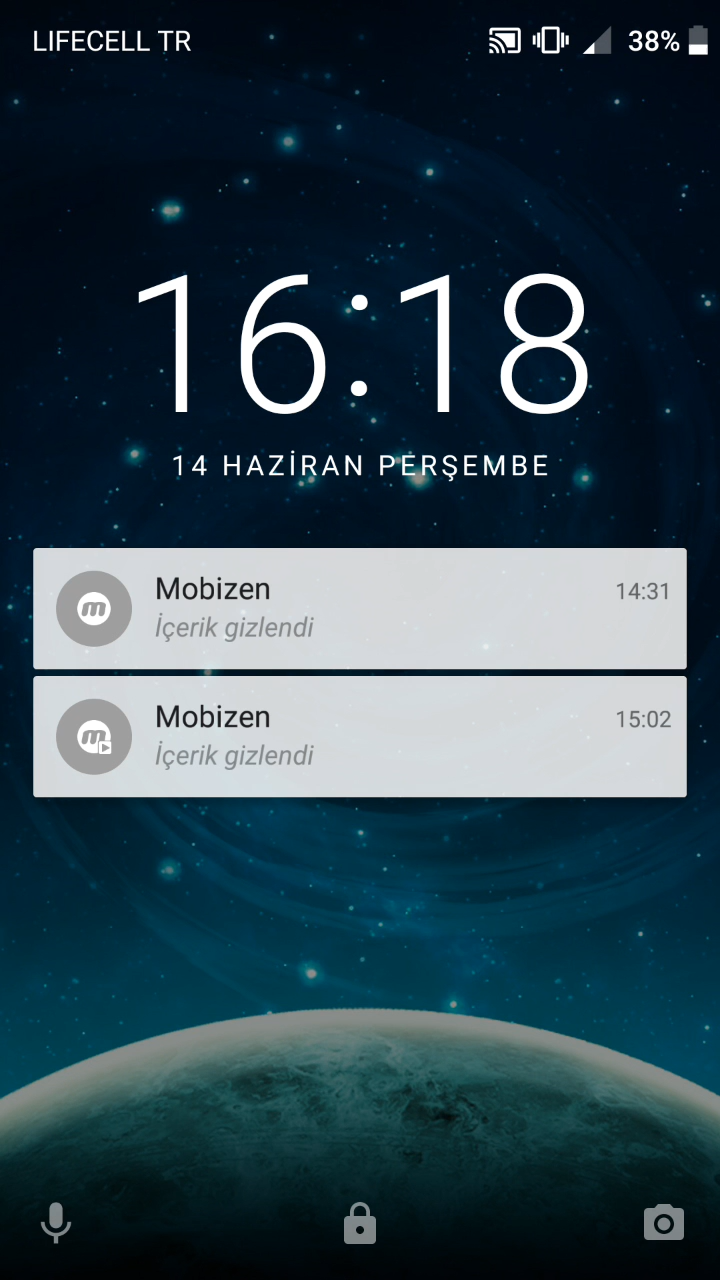 LIFECELL TR 38%
16:18
14 HAZİRAN PERŞEMBE
Mobizen 14:31
İçerik gizlendi
Mobizen 15:02
İçerik gizlendi